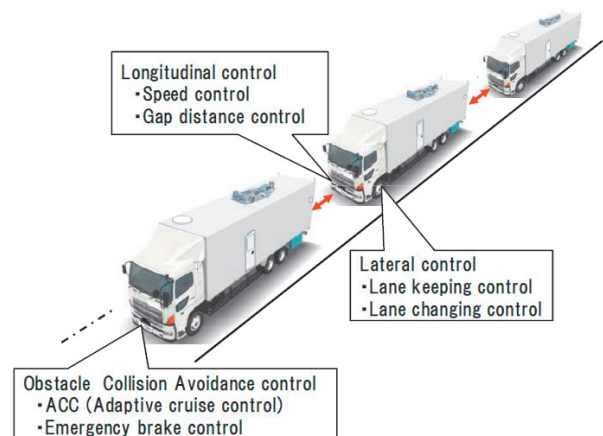 Longitudinal control
・Speed control
・Gap distance control
Lateral control
・Lane keeping control
・Lane changing control
Obstacle Collision Avoidance control
・ACC (Adaptive cruise control)
・Emergency brake control